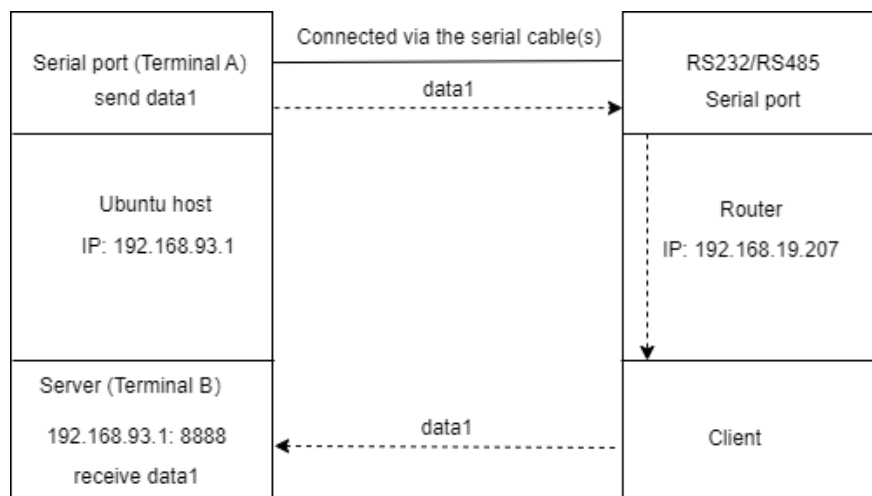 Connected via the serial cable(s)
Serial port (Terminal A)
send data1
data1
RS232/RS485
Serial port
Ubuntu host
IP: 192.168.93.1
Router
IP: 192.168.19.207
Server (Terminal B)
192.168.93.1: 8888
receive data1
data1
Client